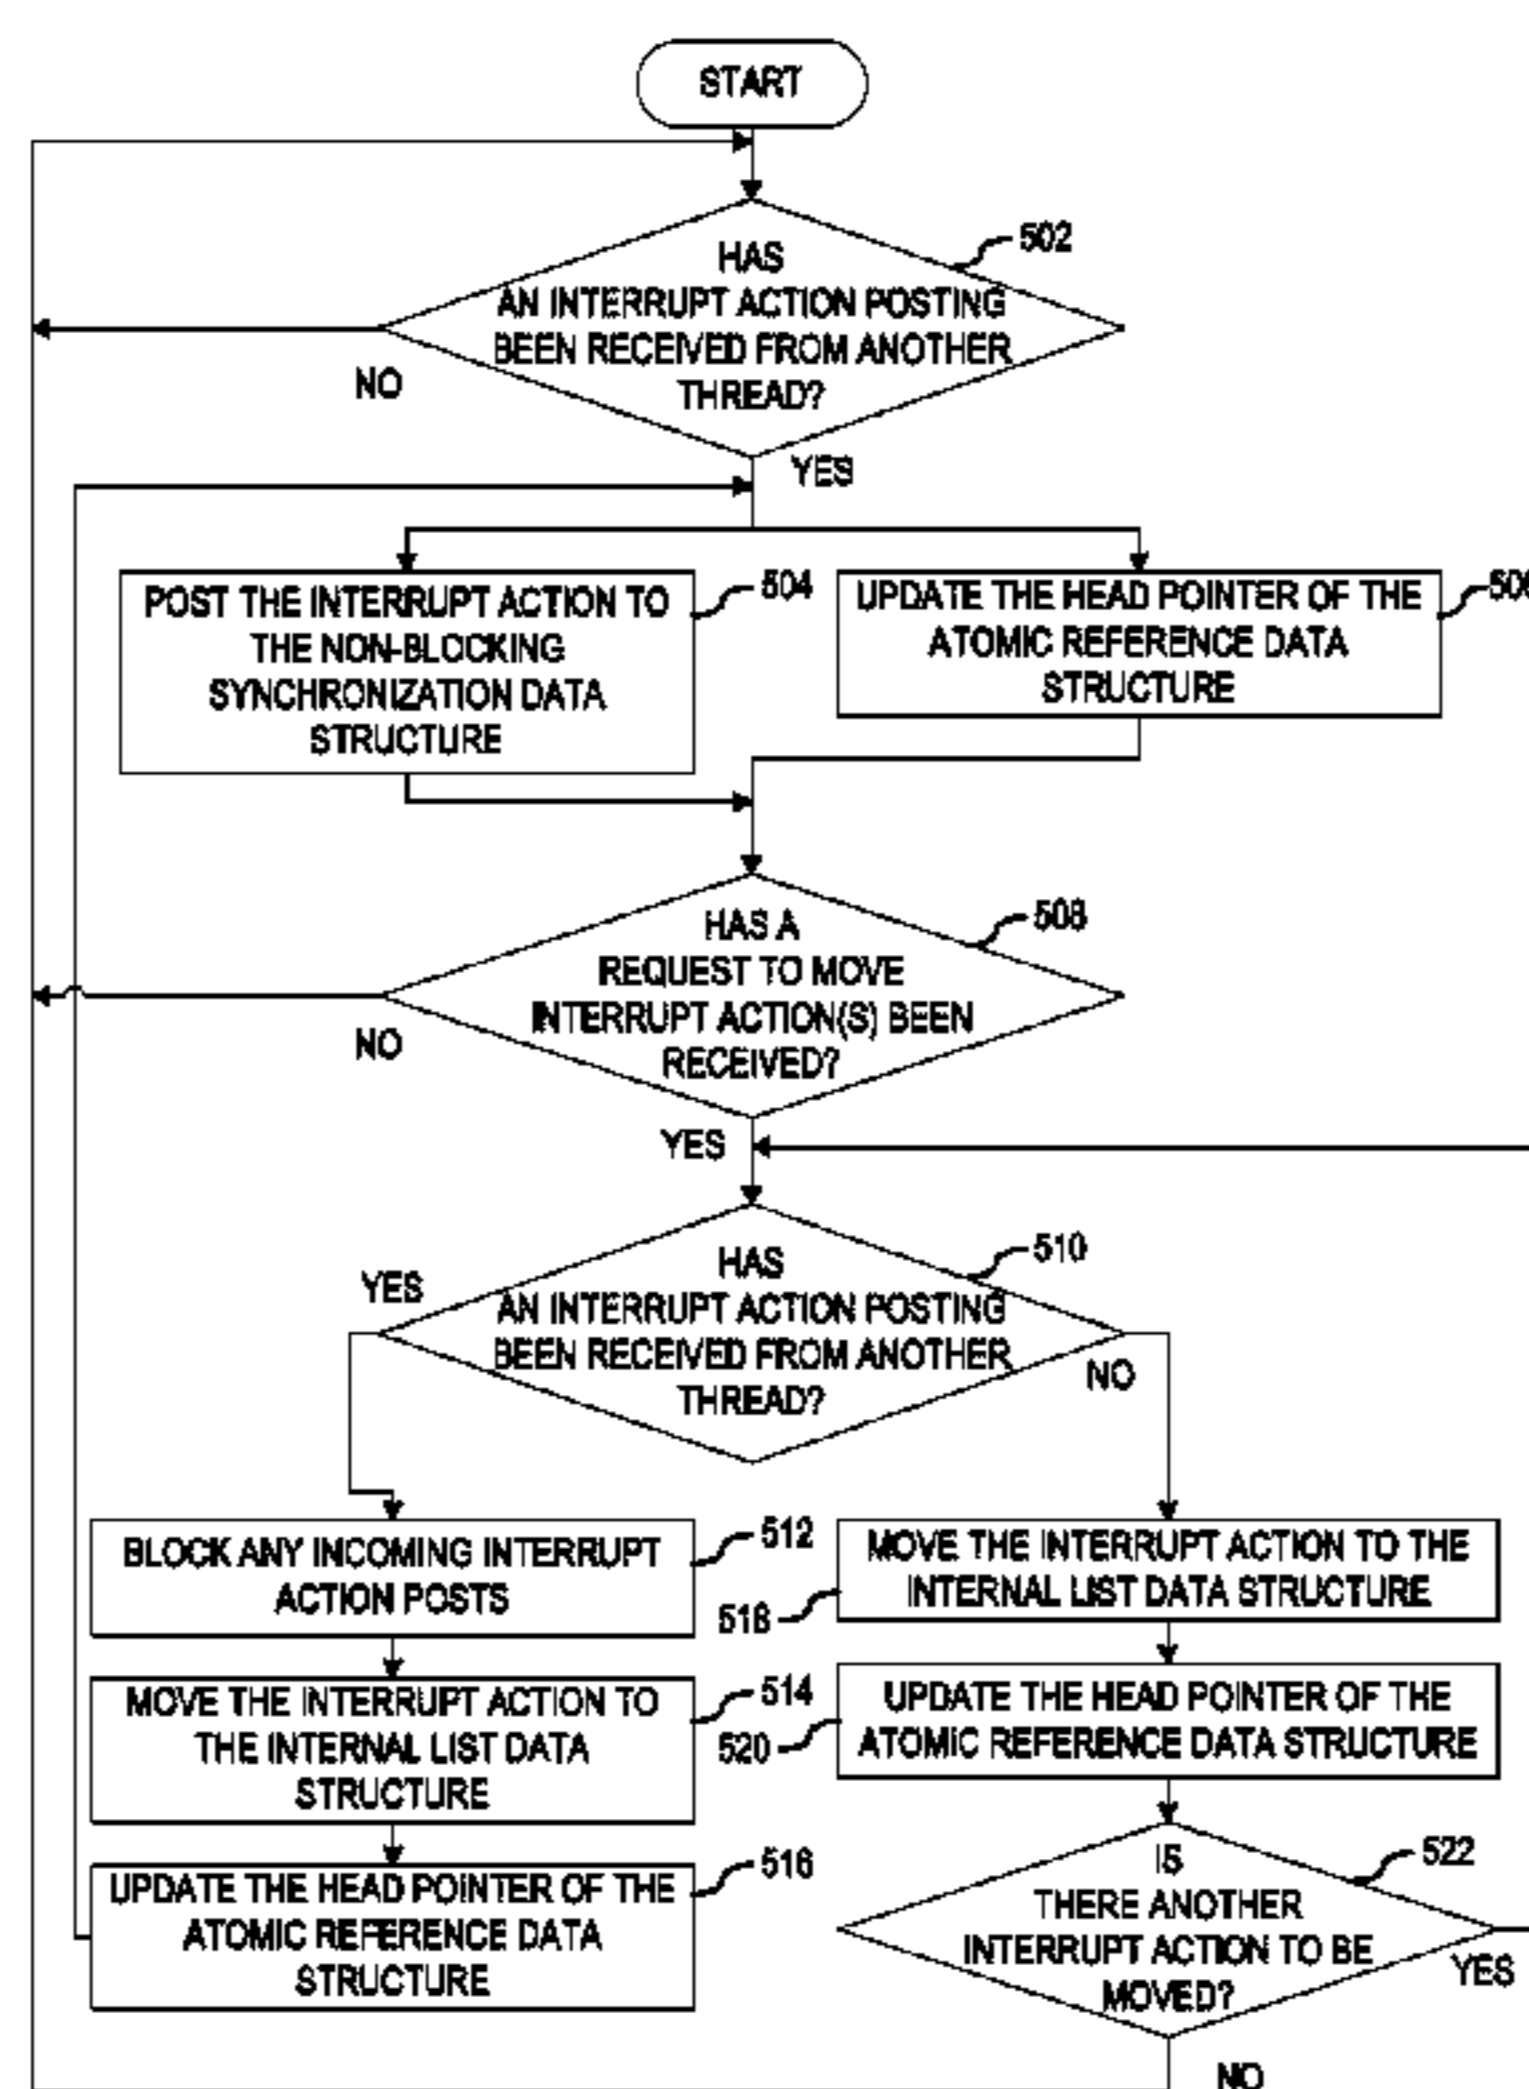 START
HAS
AN INTERRUPT ACTION POSTING
BEEN RECEIVED FROM ANOTHER
THREAD?
502
NO
YES
POST THE INTERRUPT ACTION TO
THE NON-BLOCKING
SYNCHRONIZATION DATA
STRUCTURE
504
UPDATE THE HEAD POINTER OF THE
ATOMIC REFERENCE DATA
STRUCTURE
HAS A
REQUEST TO MOVE
INTERRUPT ACTION(S) BEEN
RECEIVED?
508
NO
YES
HAS
AN INTERRUPT ACTION POSTING
BEEN RECEIVED FROM ANOTHER
THREAD?
510
YES
NO
BLOCK ANY INCOMING INTERRUPT
ACTION POSTS
512
MOVE THE INTERRUPT ACTION TO THE
INTERNAL LIST DATA STRUCTURE
518
MOVE THE INTERRUPT ACTION TO
THE INTERNAL LIST DATA
STRUCTURE
514
UPDATE THE HEAD POINTER OF THE
ATOMIC REFERENCE DATA STRUCTURE
520
UPDATE THE HEAD POINTER OF THE
ATOMIC REFERENCE DATA
STRUCTURE
516
IS
THERE ANOTHER
INTERRUPT ACTION TO BE
MOVED?
522
YES
NO